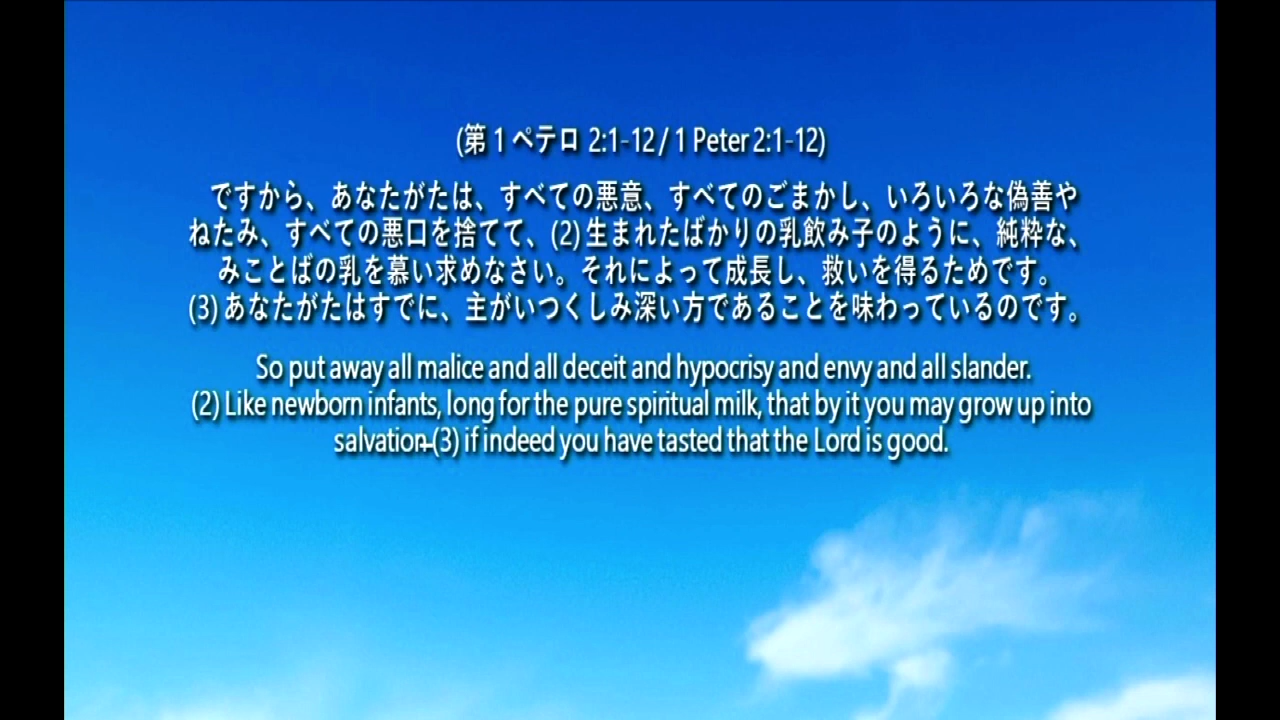 (第 1 ペテロ 2:1-12 / 1 Peter 2:1-12)
ですから、あなたがたは、すべての悪意、すべてのごまかし、いろいろな偽善や
ねたみ、すべての悪口を捨てて、(2) 生まれたばかりの乳飲み子のように、純粋な、
みことばの乳を慕い求めなさい。それによって成長し、救いを得るためです。
(3) あなたがたはすでに、主がいつくしみ深い方であることを味わっているのです。
So put away all malice and all deceit and hypocrisy and envy and all slander.
(2) Like newborn infants, long for the pure spiritual milk, that by it you may grow up into
salvation–(3) if indeed you have tasted that the Lord is good.